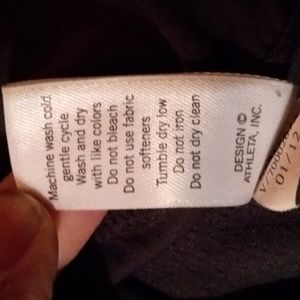 Machine wash cold
gentle cycle
Wash and dry
with like colors
Do not bleach
Do not use fabric
softeners
Tumble dry low
Do not iron
Do not dry clean
DESIGN ©
ATHLETA, INC.
01/12